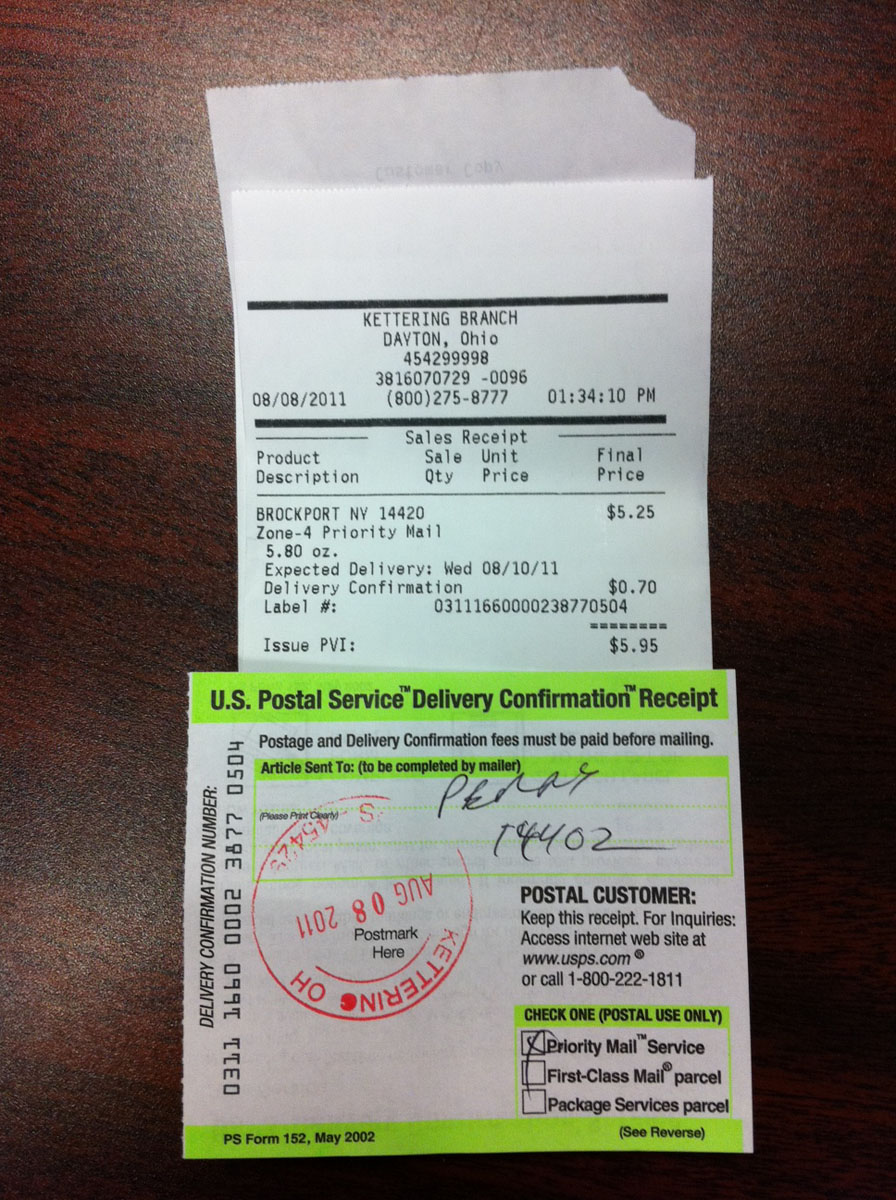 Customer Copy
KETTERING BRANCH
DAYTON, Ohio
454299998
3816070729 -0096
08/08/2011 (800)275-8777 01:34:10 PM
Sales Receipt
Product Sale Unit Final
Description Qty Price Price
BROCKPORT NY 14420 $5.25
Zone-4 Priority Mail
5.80 oz.
Expected Delivery: Wed 08/10/11
Delivery Confirmation $0.70
Label #: 03111660000238770504
========
Issue PVI: $5.95
U.S. Postal Service™ Delivery Confirmation™ Receipt
Postage and Delivery Confirmation fees must be paid before mailing.
Article Sent To: (to be completed by mailer)
(Please Print Clearly)
14402
DELIVERY CONFIRMATION NUMBER:
0311 1660 0002 3877 0504
KETTERING OH
AUG 08 2011
Postmark
Here
POSTAL CUSTOMER:
Keep this receipt. For Inquiries:
Access internet web site at
www.usps.com ®
or call 1-800-222-1811
CHECK ONE (POSTAL USE ONLY)
Priority Mail™ Service
First-Class Mail® parcel
Package Services parcel
PS Form 152, May 2002 (See Reverse)